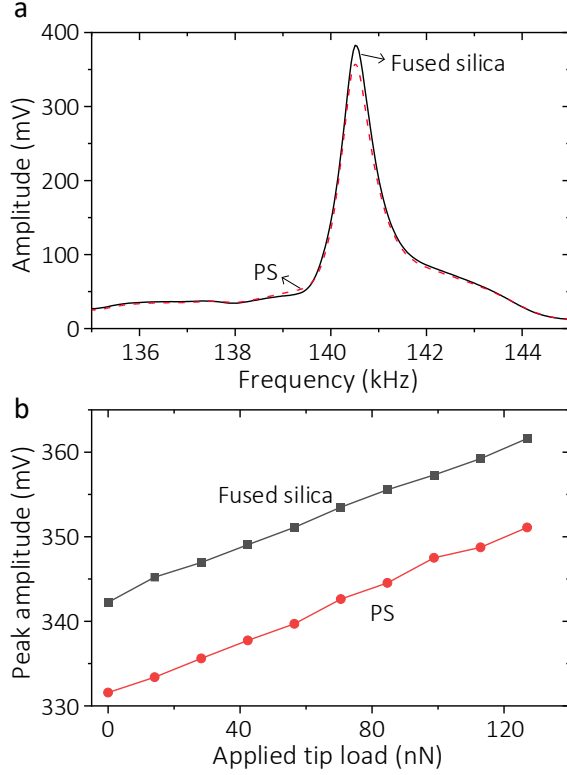 a
400
300
200
100
0
Amplitude (mV)
Fused silica
PS
136 138 140 142 144
Frequency (kHz)
b
360
350
340
330
Peak amplitude (mV)
Fused silica
PS
0 40 80 120
Applied tip load (nN)